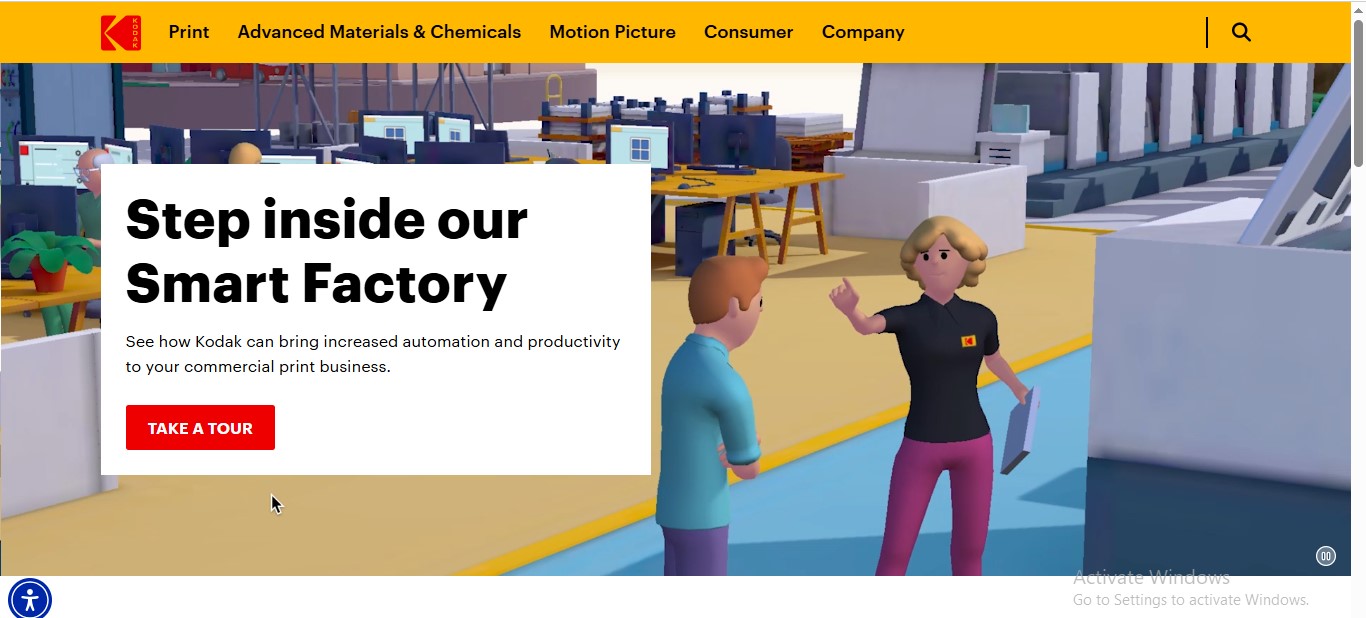 KODAK
Print
Advanced Materials & Chemicals
Motion Picture
Consumer
Company
Step inside our
Smart Factory
See how Kodak can bring increased automation and productivity
to your commercial print business.
TAKE A TOUR
Activate Windows
Go to Settings to activate Windows.